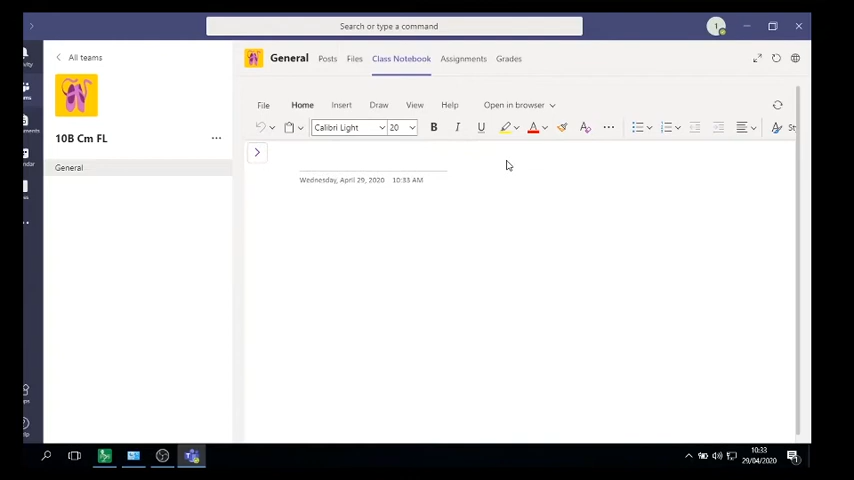 Search or type a command
1
All teams
General Posts Files Class Notebook Assignments Grades
File Home Insert Draw View Help Open in browser
Calibri Light 20 B I U A A
10B Cm FL
General
Wednesday, April 29, 2020 10:33 AM
10:33
29/04/2020
1